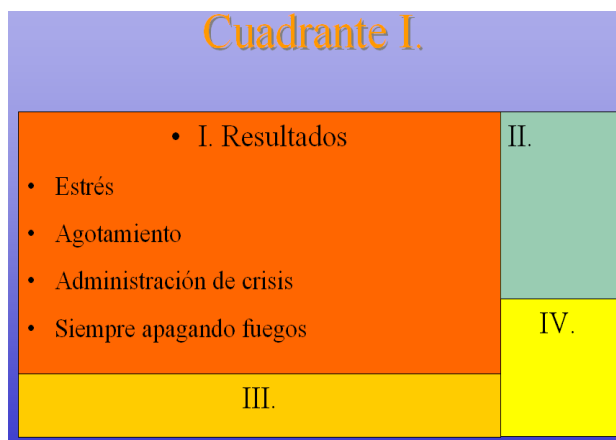 Cuadrante I.
• I. Resultados
II.
• Estrés
• Agotamiento
• Administración de crisis
• Siempre apagando fuegos
IV.
III.